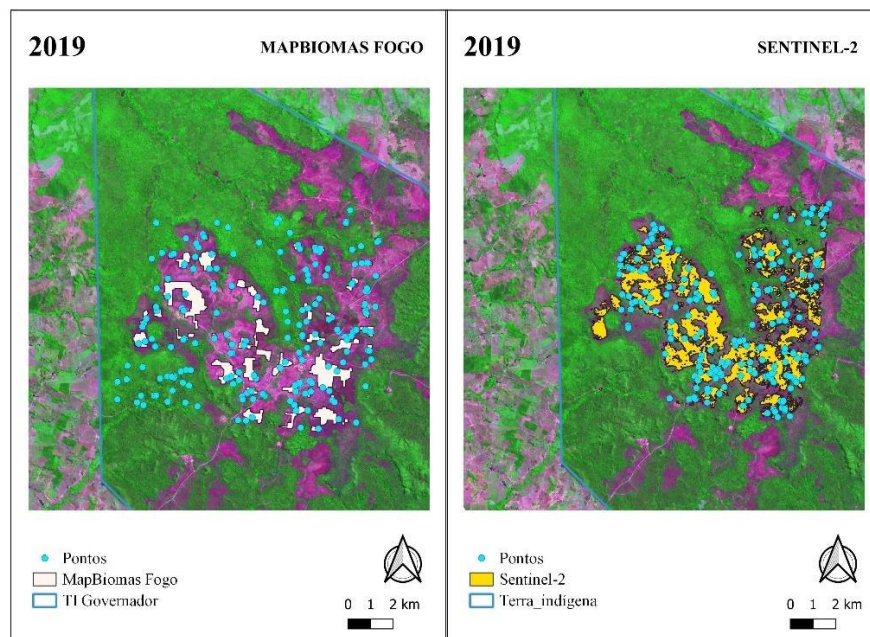 2019 MAPBIOMAS FOGO
Pontos
MapBiomas Fogo
TI Governador
0 1 2 km
2019 SENTINEL-2
Pontos
Sentinel-2
Terra_indígena
0 1 2 km